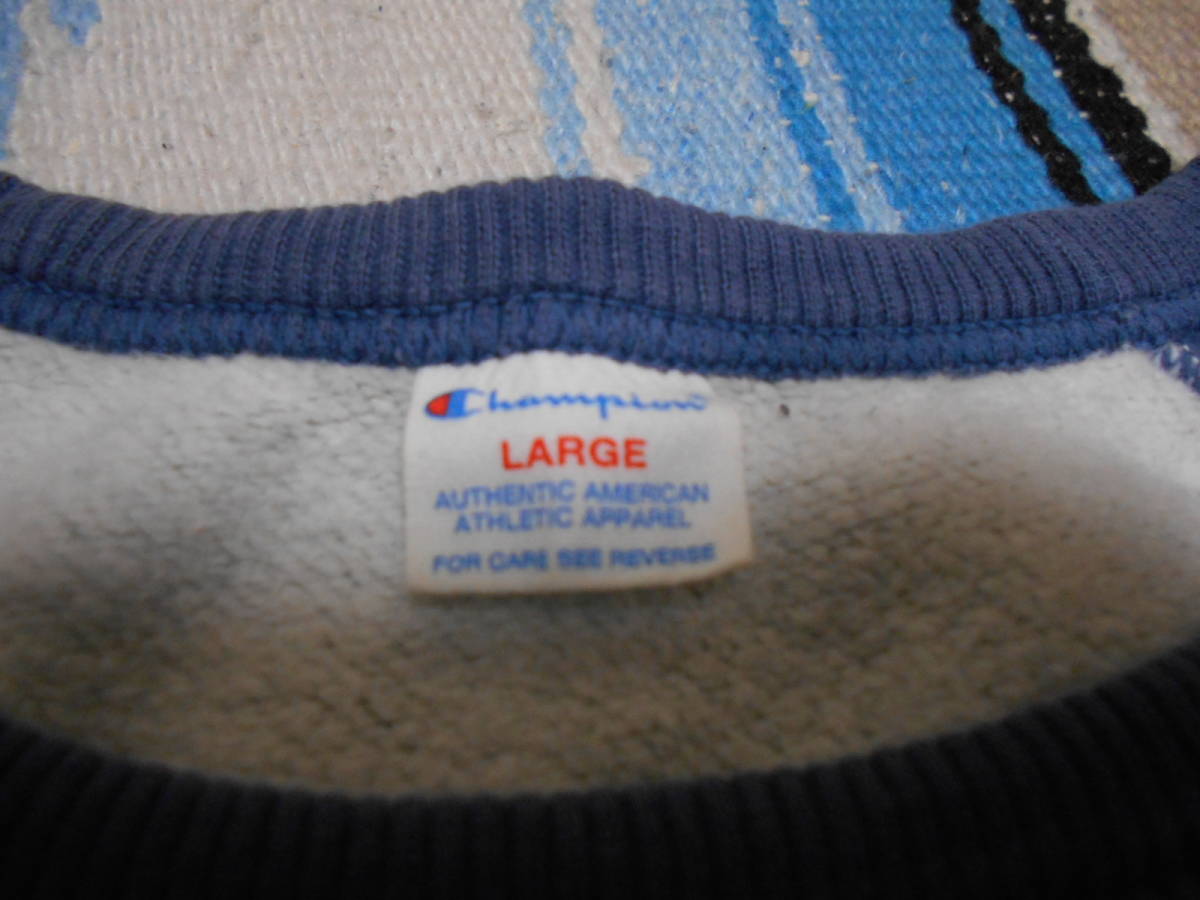 Champion
LARGE
AUTHENTIC AMERICAN
ATHLETIC APPAREL
FOR CARE SEE REVERSE